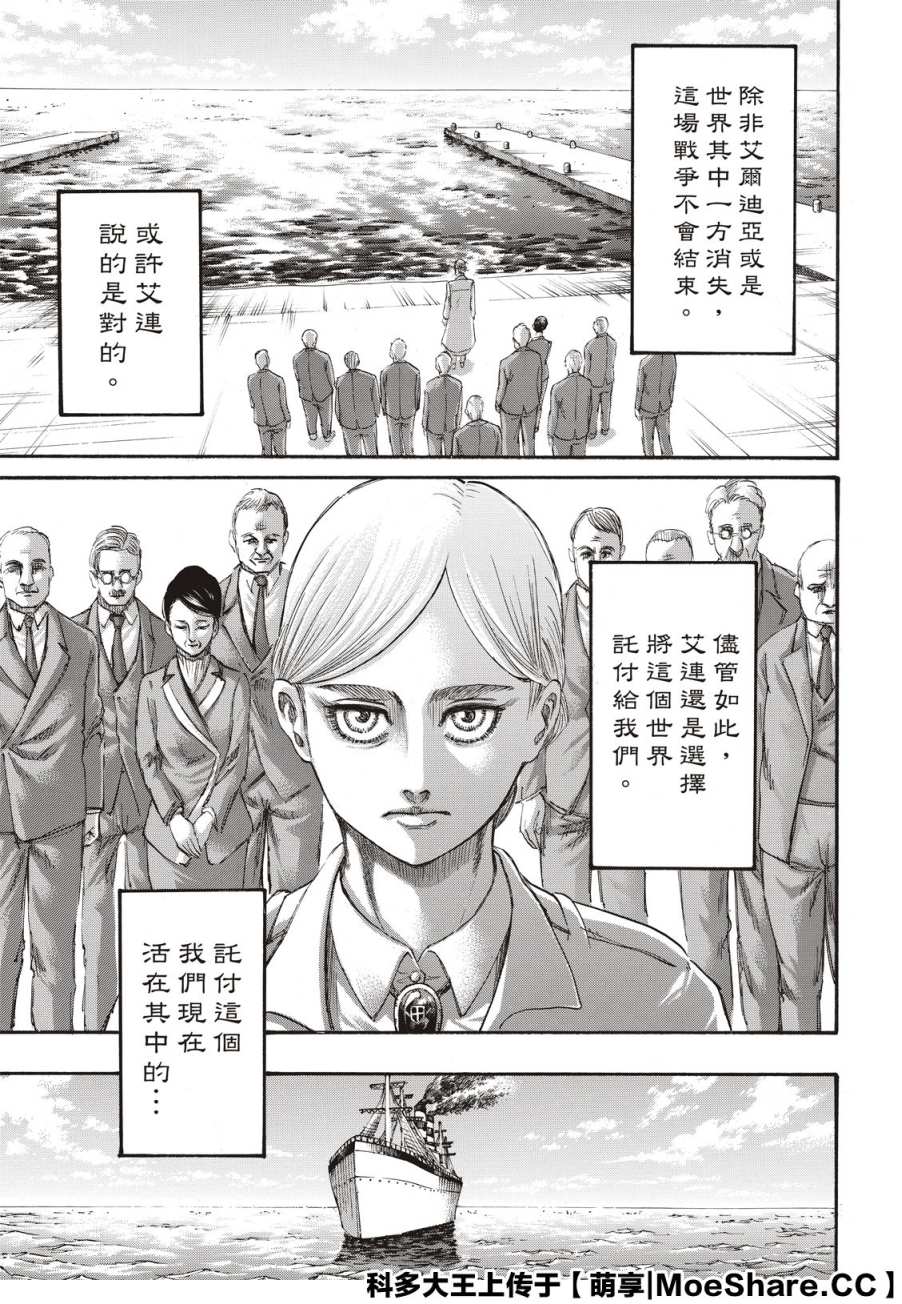 除非艾爾迪亞或是
世界其中一方消失，
這場戰爭不會結束。
或許艾連
說的是對的。
儘管如此，
艾連還是選擇
將這個世界
託付給我們。
託付這個
我們現在
活在其中的…
科多大王上传于【萌享|MoeShare.CC】